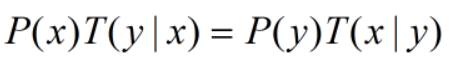 P(x)T(y|x) = P(y)T(x|y)